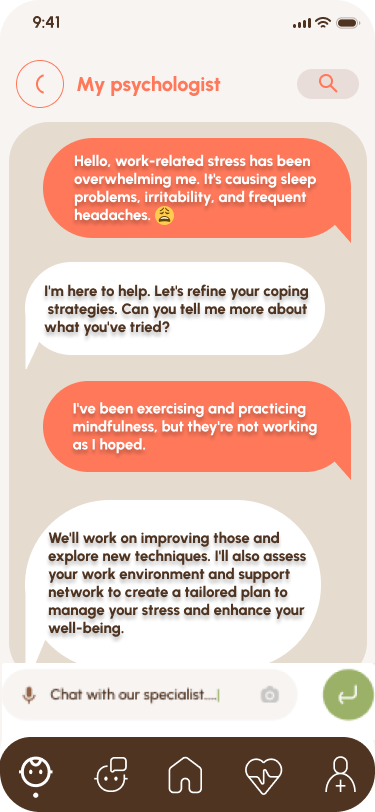 9:41
My psychologist
Hello, work-related stress has been
overwhelming me. It's causing sleep
problems, irritability, and frequent
headaches. 😩
I'm here to help. Let's refine your coping
strategies. Can you tell me more about
what you've tried?
I've been exercising and practicing
mindfulness, but they're not working
as I hoped.
We'll work on improving those and
explore new techniques. I'll also assess
your work environment and support
network to create a tailored plan to
manage your stress and enhance your
well-being.
Chat with our specialist....|